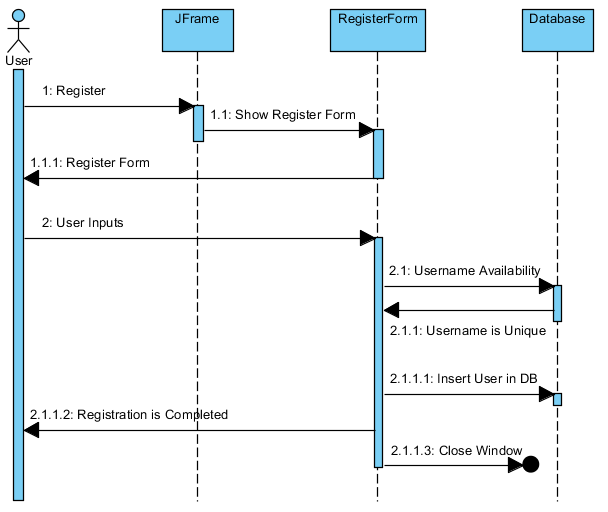 JFrame
RegisterForm
Database
User
1: Register
1.1: Show Register Form
1.1.1: Register Form
2: User Inputs
2.1: Username Availability
2.1.1: Username is Unique
2.1.1.1: Insert User in DB
2.1.1.2: Registration is Completed
2.1.1.3: Close Window